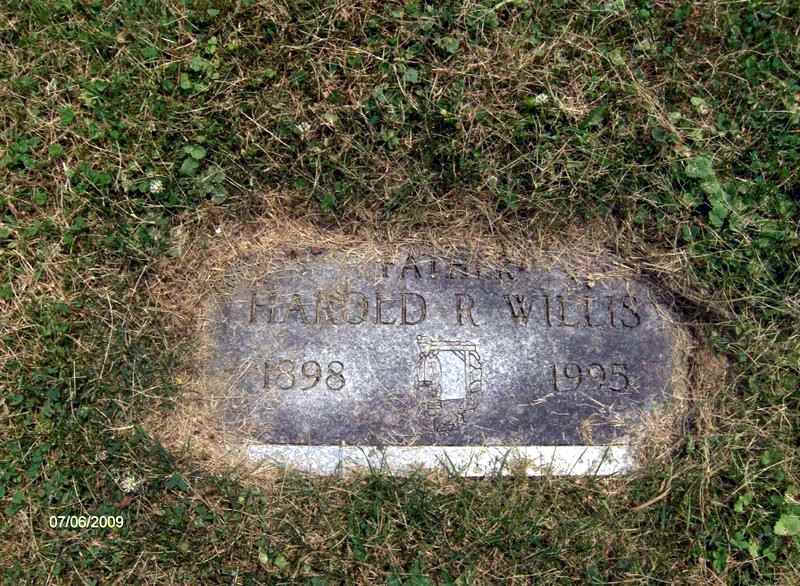 FATHER
HAROLD R WILLIS
1898 1995
07/06/2009